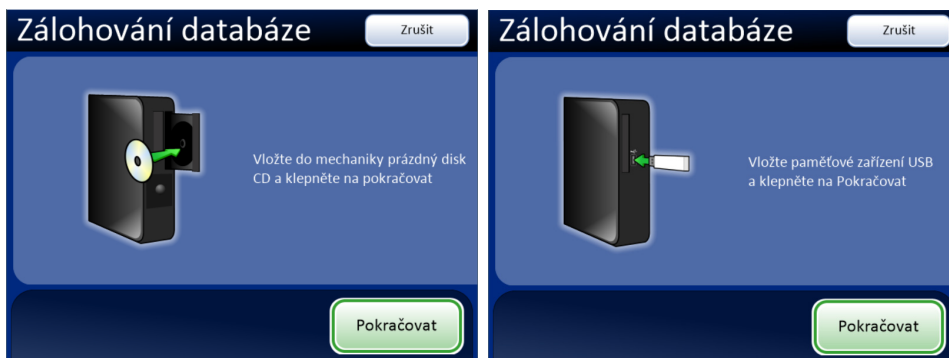 Zálohování databáze
Zrušit
Vložte do mechaniky prázdný disk
CD a klepněte na pokračovat
Pokračovat
Zálohování databáze
Zrušit
Vložte paměťové zařízení USB
a klepněte na Pokračovat
Pokračovat